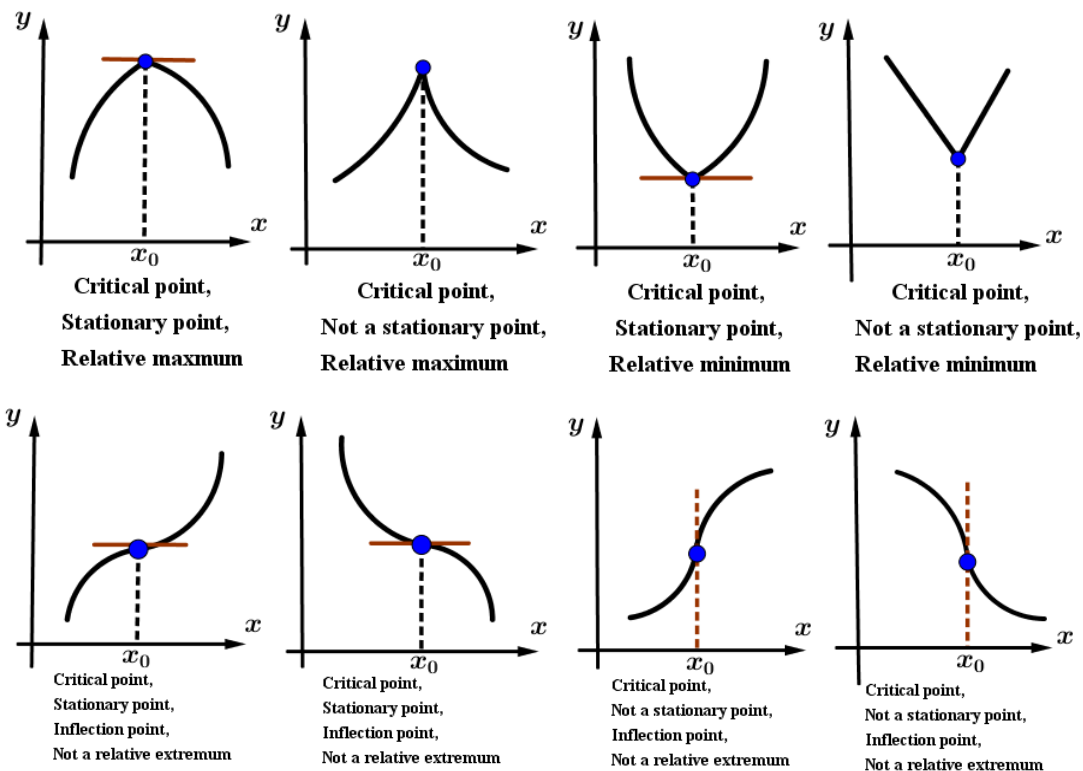 y
x
x₀
Critical point,
Stationary point,
Relative maxmum
y
x
x₀
Critical point,
Not a stationary point,
Relative maximum
y
x
x₀
Critical point,
Stationary point,
Relative minimum
y
x
x₀
Critical point,
Not a stationary point,
Relative minimum
y
x
x₀
Critical point,
Stationary point,
Inflection point,
Not a relative extremum
y
x
x₀
Critical point,
Stationary point,
Inflection point,
Not a relative extremum
y
x
x₀
Critical point,
Not a stationary point,
Inflection point,
Not a relative extremum
y
x
x₀
Critical point,
Not a stationary point,
Inflection point,
Not a relative extremum